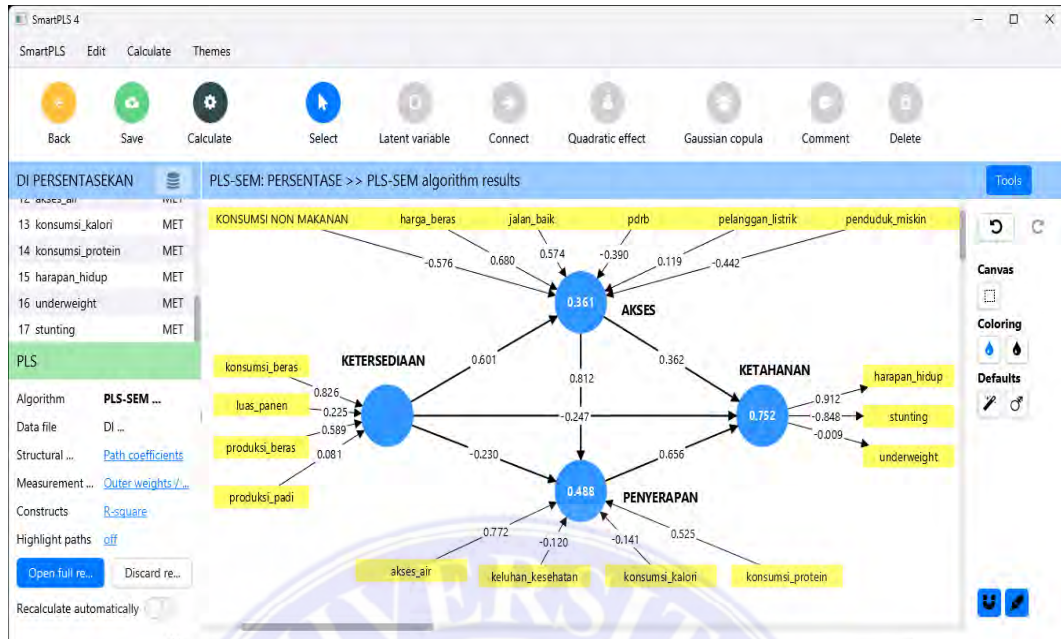 SmartPLS 4
SmartPLS Edit Calculate Themes
Back Save Calculate Select Latent variable Connect Quadratic effect Gaussian copula Comment Delete
DI PERSENTASEKAN
PLS-SEM: PERSENTASE >> PLS-SEM algorithm results
Tools
12 akses_air MET
13 konsumsi_kalori MET
14 konsumsi_protein MET
15 harapan_hidup MET
16 underweight MET
17 stunting MET
PLS
Algorithm PLS-SEM ...
Data file DI ...
Structural ... Path coefficients
Measurement ... Outer weights / ...
Constructs R-square
Highlight paths off
Open full re... Discard re...
Recalculate automatically
KONSUMSI NON MAKANAN harga_beras jalan_baik pdrb pelanggan_listrik penduduk_miskin
-0.576 0.680 0.574 -0.390 0.119 -0.442
0.361
AKSES
KETERSEDIAAN
0.601
0.812
0.362
KETAHANAN
konsumsi_beras
0.826
luas_panen
0.225
produksi_beras
0.589
produksi_padi
0.081
-0.247
0.752
0.912
harapan_hidup
-0.848
stunting
-0.009
underweight
-0.230
0.656
0.488
PENYERAPAN
0.772 -0.120 -0.141 0.525
akses_air keluhan_kesehatan konsumsi_kalori konsumsi_protein
Canvas
Coloring
Defaults
UNIVERSIT